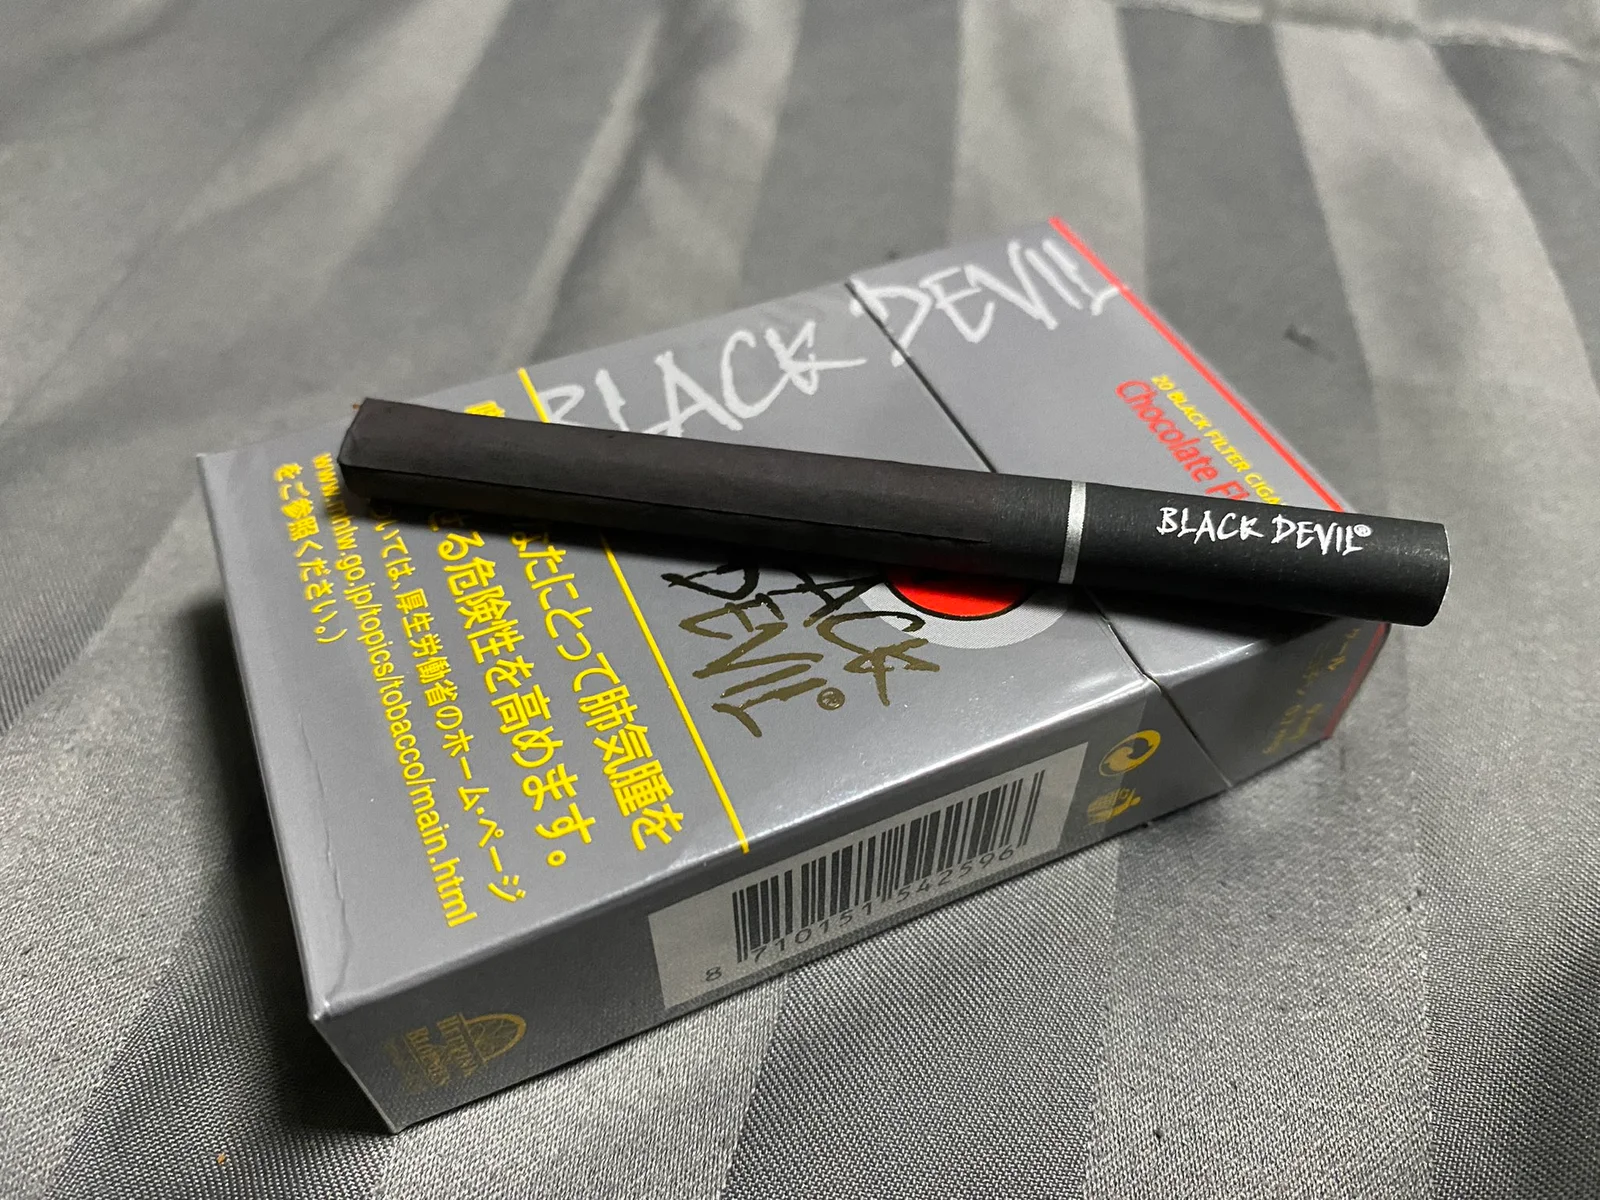 BLACK DEVIL
20 BLACK FILTER
Chocolate
BLACK DEVIL®
DEVIL®
なたにとって肺気腫を
る危険性を高めます。
いては、厚生労働省のホームページ
www.mhlw.go.jp/topics/tobacco/main.html
をご参照ください。)
8 710151 542596